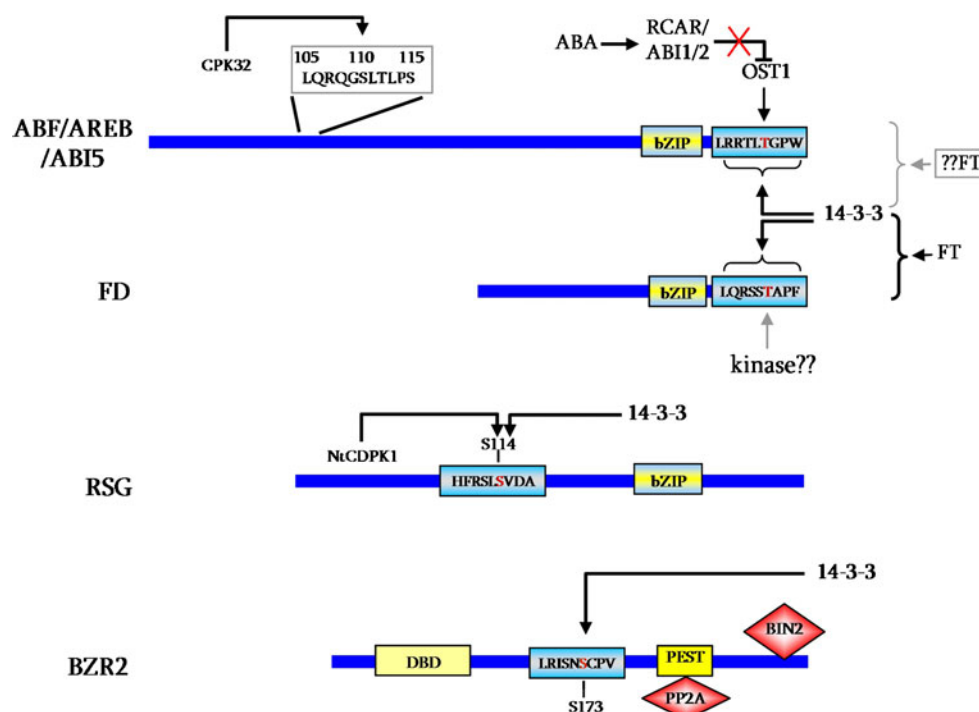 RCAR/
ABA
ABI1/2
105 110 115
LQRQGSLTLPS
CPK32
OST1
ABF/AREB
/ABI5
bZIP
LRRTLTGPW
??FT
14-3-3
FT
FD
bZIP
LQRSSTAPF
kinase??
14-3-3
S114
NtCDPK1
RSG
HFRSLSVDA
bZIP
14-3-3
BIN2
BZR2
DBD
LRISNSCPV
PEST
PP2A
S173